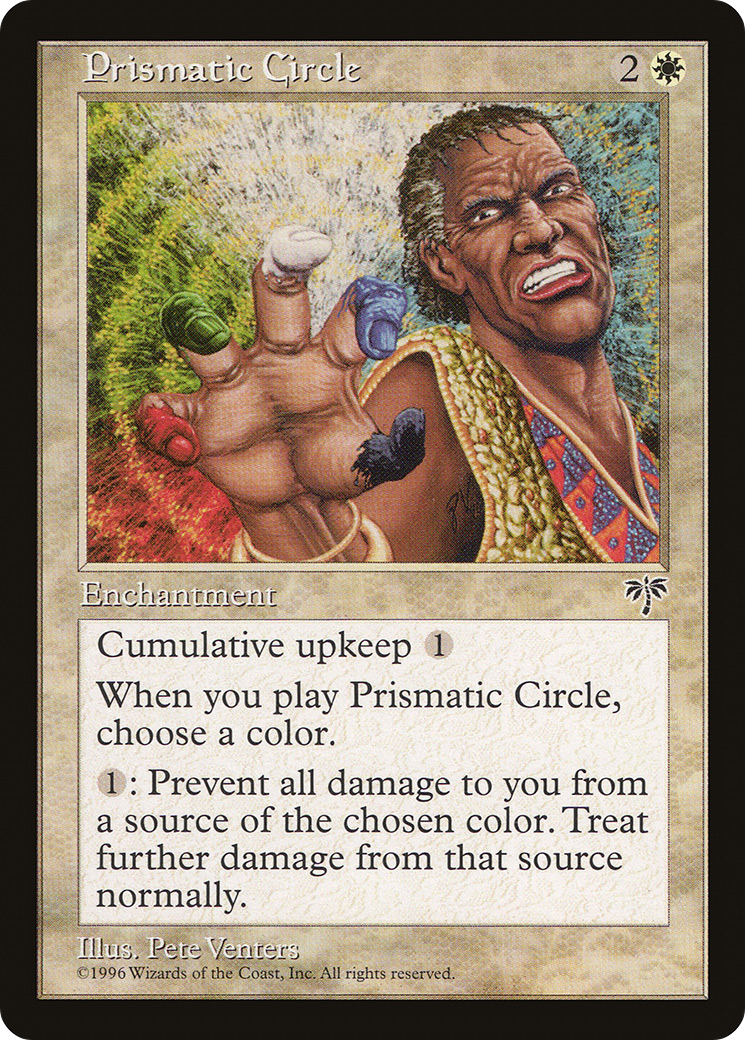 Prismatic Circle 2
Enchantment
Cumulative upkeep 1
When you play Prismatic Circle,
choose a color.
1: Prevent all damage to you from
a source of the chosen color. Treat
further damage from that source
normally.
Illus. Pete Venters
©1996 Wizards of the Coast, Inc. All rights reserved.